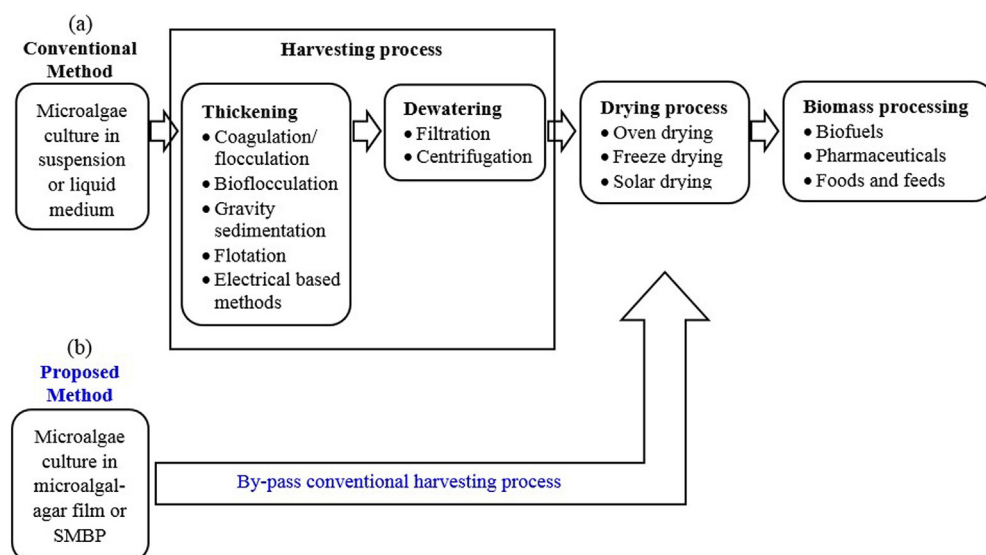 (a)
Conventional
Method
Microalgae
culture in
suspension
or liquid
medium
Harvesting process
Thickening
• Coagulation/
flocculation
• Bioflocculation
• Gravity
sedimentation
• Flotation
• Electrical based
methods
Dewatering
• Filtration
• Centrifugation
Drying process
• Oven drying
• Freeze drying
• Solar drying
Biomass processing
• Biofuels
• Pharmaceuticals
• Foods and feeds
(b)
Proposed
Method
Microalgae
culture in
microalgal-
agar film or
SMBP
By-pass conventional harvesting process